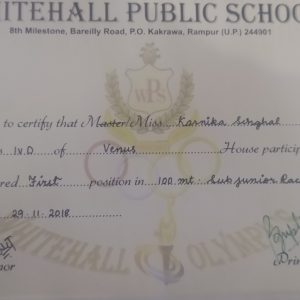 ITEHALL PUBLIC SCHOO
8th Milestone, Bareilly Road, P.O. Kakrawa, Rampur (U.P.) 244901
WPS
to certify that Master/Miss Karnika Singhal
IV.D of Venus House particip
red First position in 100 mt. Sub junior Rac
29.11.2018
ITEHALL OLYMP
nor
(Prin